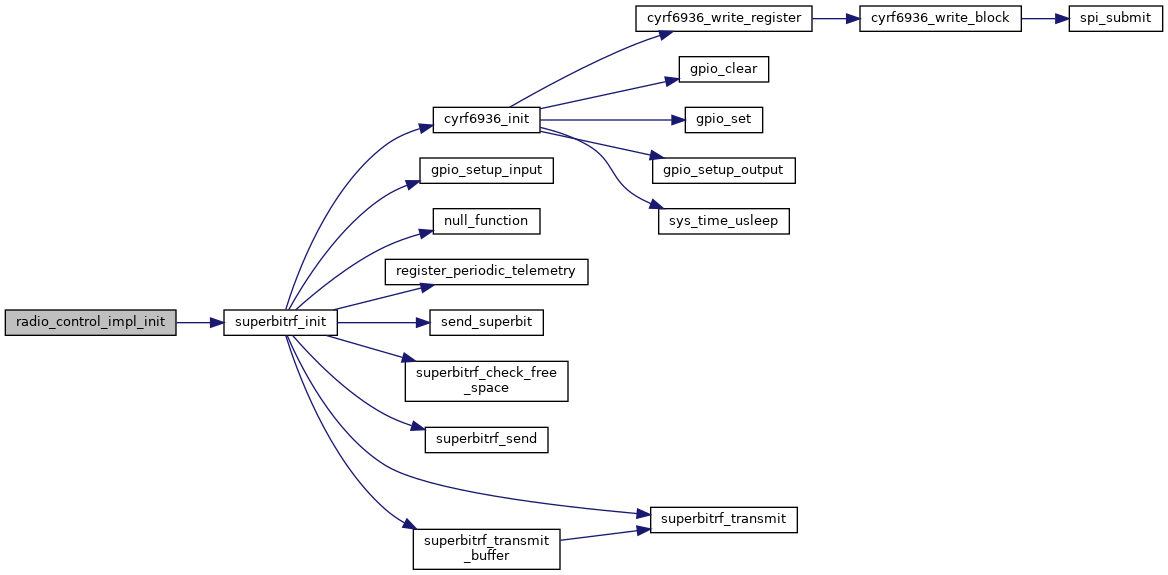 cyrf6936_write_register
cyrf6936_write_block
spi_submit
gpio_clear
cyrf6936_init
gpio_set
gpio_setup_input
gpio_setup_output
null_function
sys_time_usleep
register_periodic_telemetry
radio_control_impl_init
superbitrf_init
send_superbit
superbitrf_check_free
_space
superbitrf_send
superbitrf_transmit
superbitrf_transmit
_buffer